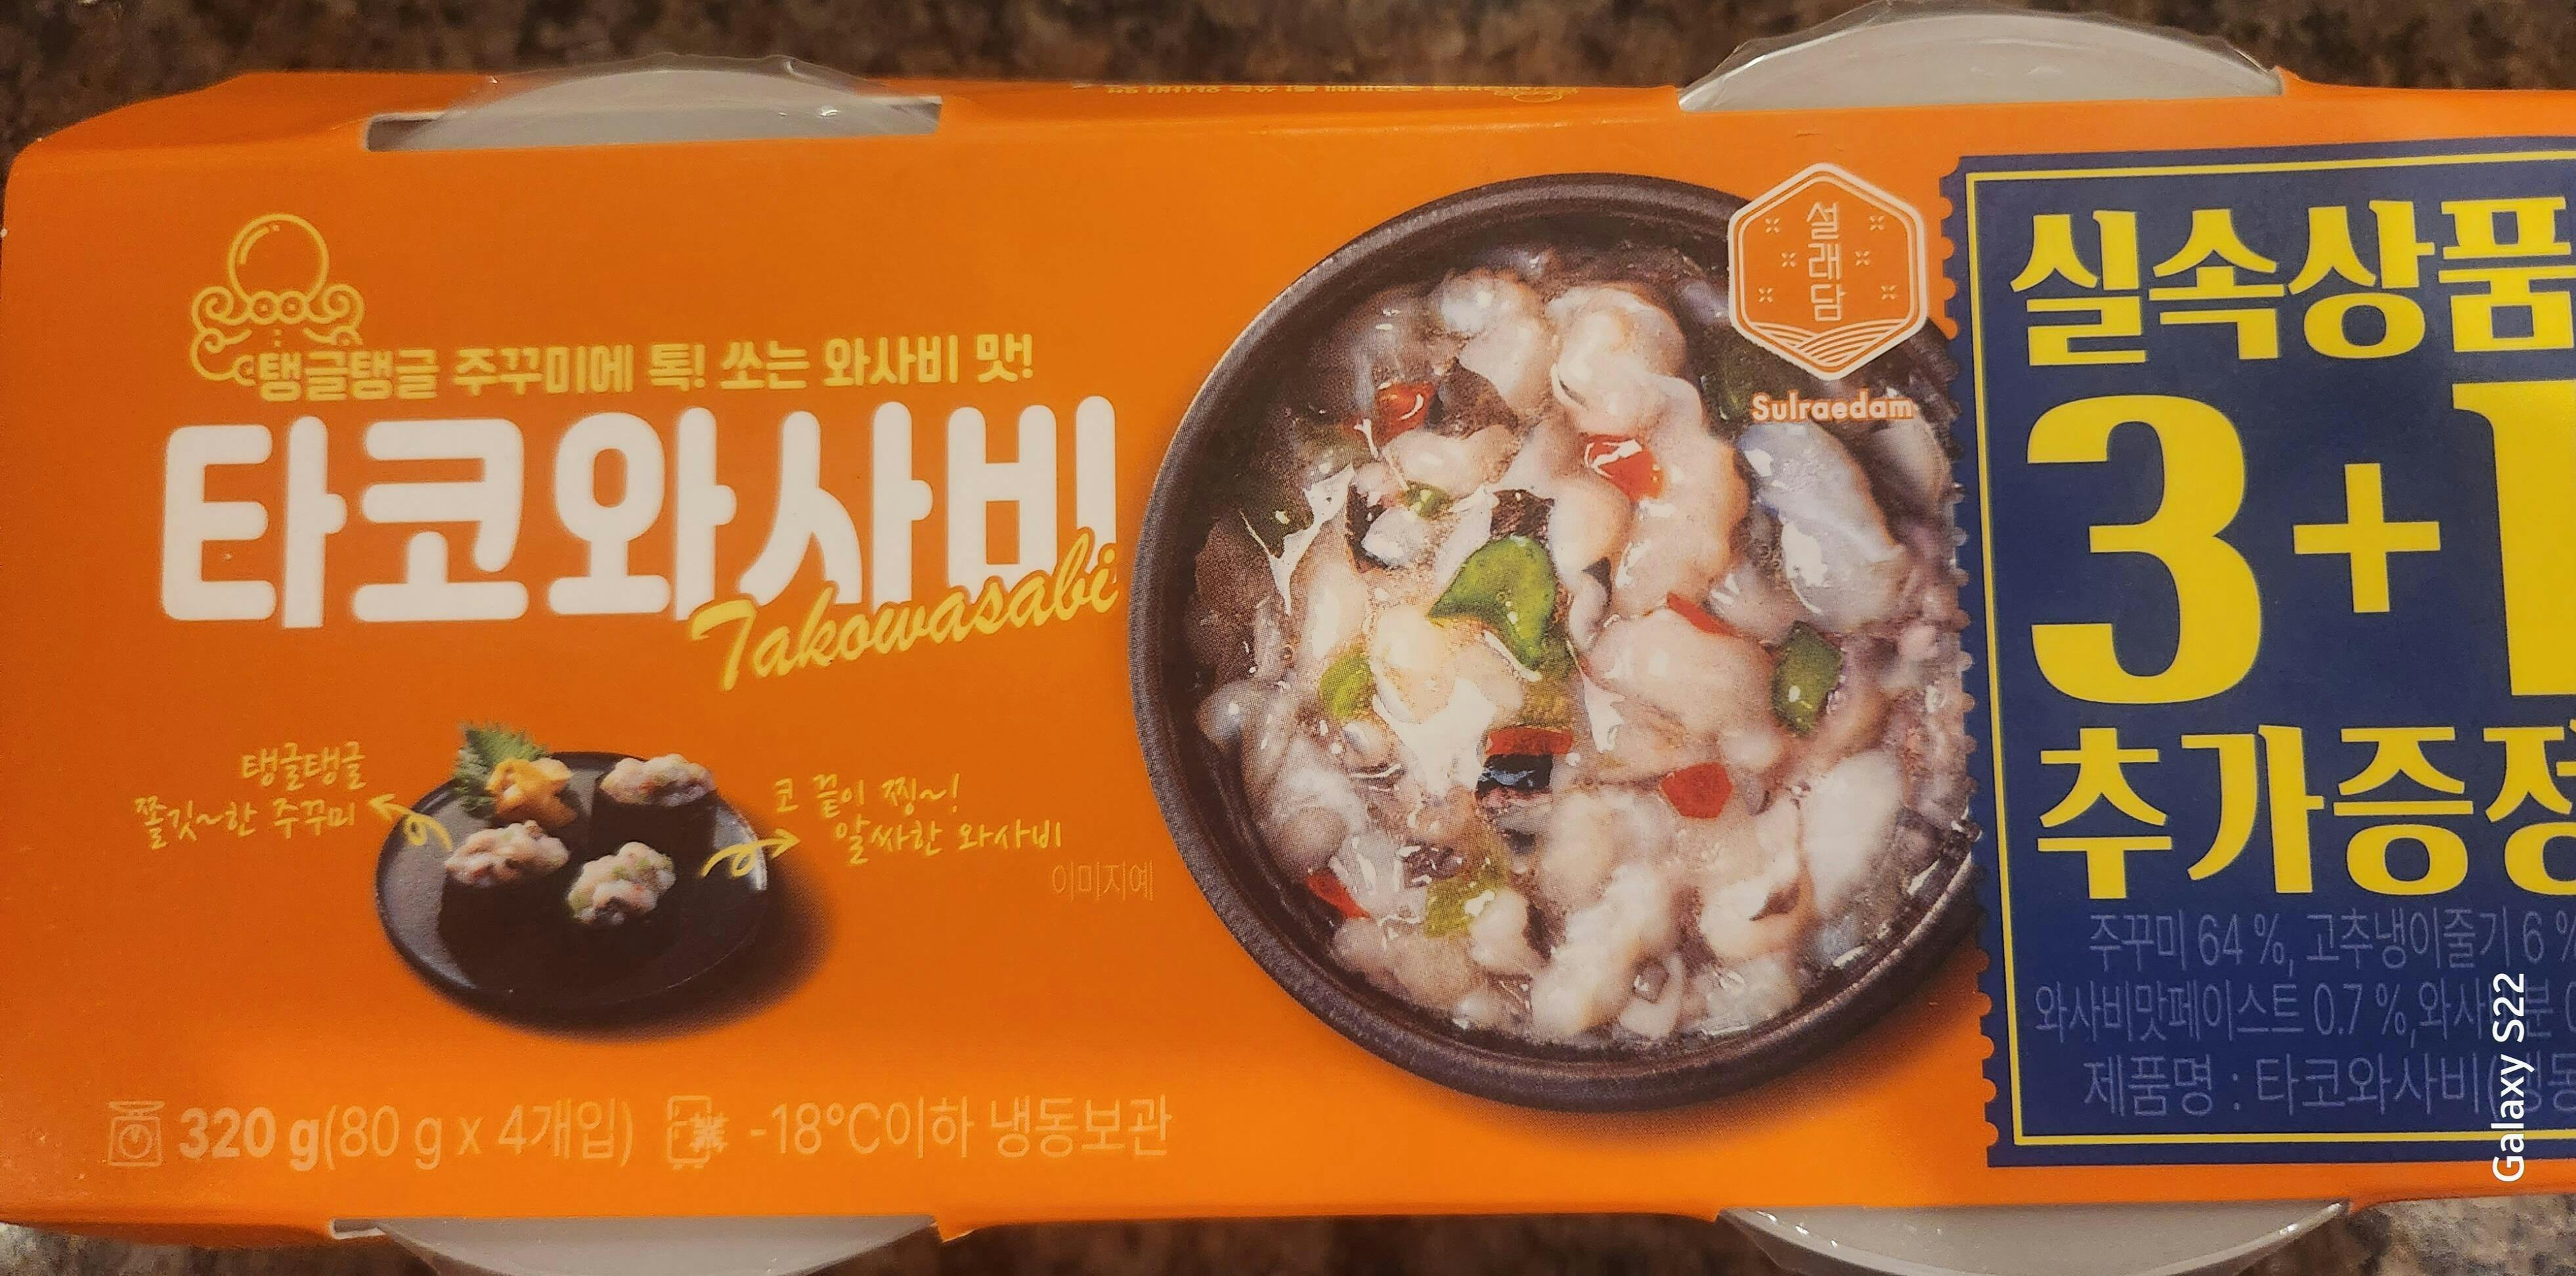 탱글탱글 주꾸미에 톡! 쏘는 와사비 맛!
타코와사비
Takowasabi
탱글탱글
쫄깃~한 주꾸미
코 끝이 찡~!
알싸한 와사비
이미지예
320 g(80 g x 4개입)
-18℃이하 냉동보관
설래담
Sulraedam
실속상품
3+1
추가증정
주꾸미 64 %, 고추냉이줄기 6 %
와사비맛페이스트 0.7 %,
제품명 : 타코와사비
Galaxy S22